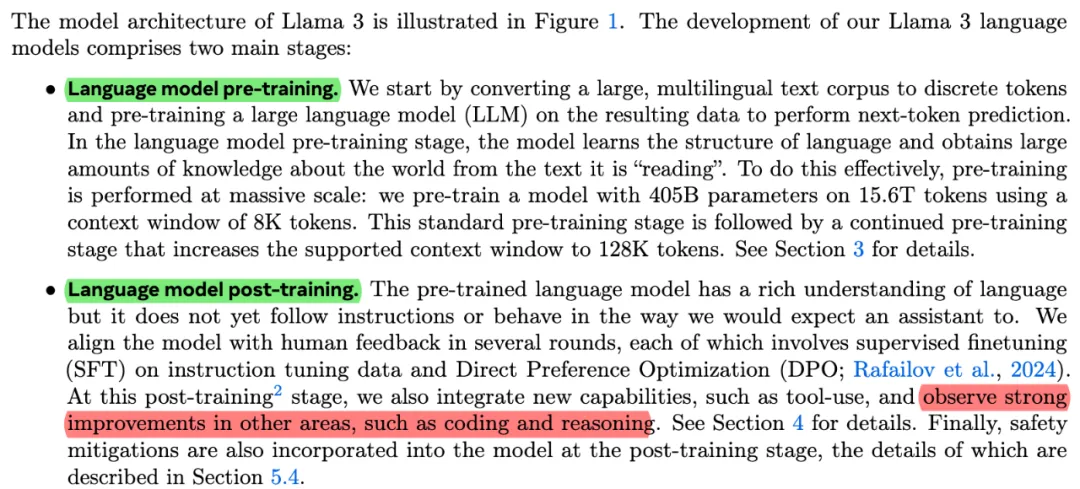 The model architecture of Llama 3 is illustrated in Figure 1. The development of our Llama 3 language
models comprises two main stages:
• Language model pre-training. We start by converting a large, multilingual text corpus to discrete tokens
and pre-training a large language model (LLM) on the resulting data to perform next-token prediction.
In the language model pre-training stage, the model learns the structure of language and obtains large
amounts of knowledge about the world from the text it is “reading”. To do this effectively, pre-training
is performed at massive scale: we pre-train a model with 405B parameters on 15.6T tokens using a
context window of 8K tokens. This standard pre-training stage is followed by a continued pre-training
stage that increases the supported context window to 128K tokens. See Section 3 for details.
• Language model post-training. The pre-trained language model has a rich understanding of language
but it does not yet follow instructions or behave in the way we would expect an assistant to. We
align the model with human feedback in several rounds, each of which involves supervised finetuning
(SFT) on instruction tuning data and Direct Preference Optimization (DPO; Rafailov et al., 2024).
At this post-training² stage, we also integrate new capabilities, such as tool-use, and observe strong
improvements in other areas, such as coding and reasoning. See Section 4 for details. Finally, safety
mitigations are also incorporated into the model at the post-training stage, the details of which are
described in Section 5.4.